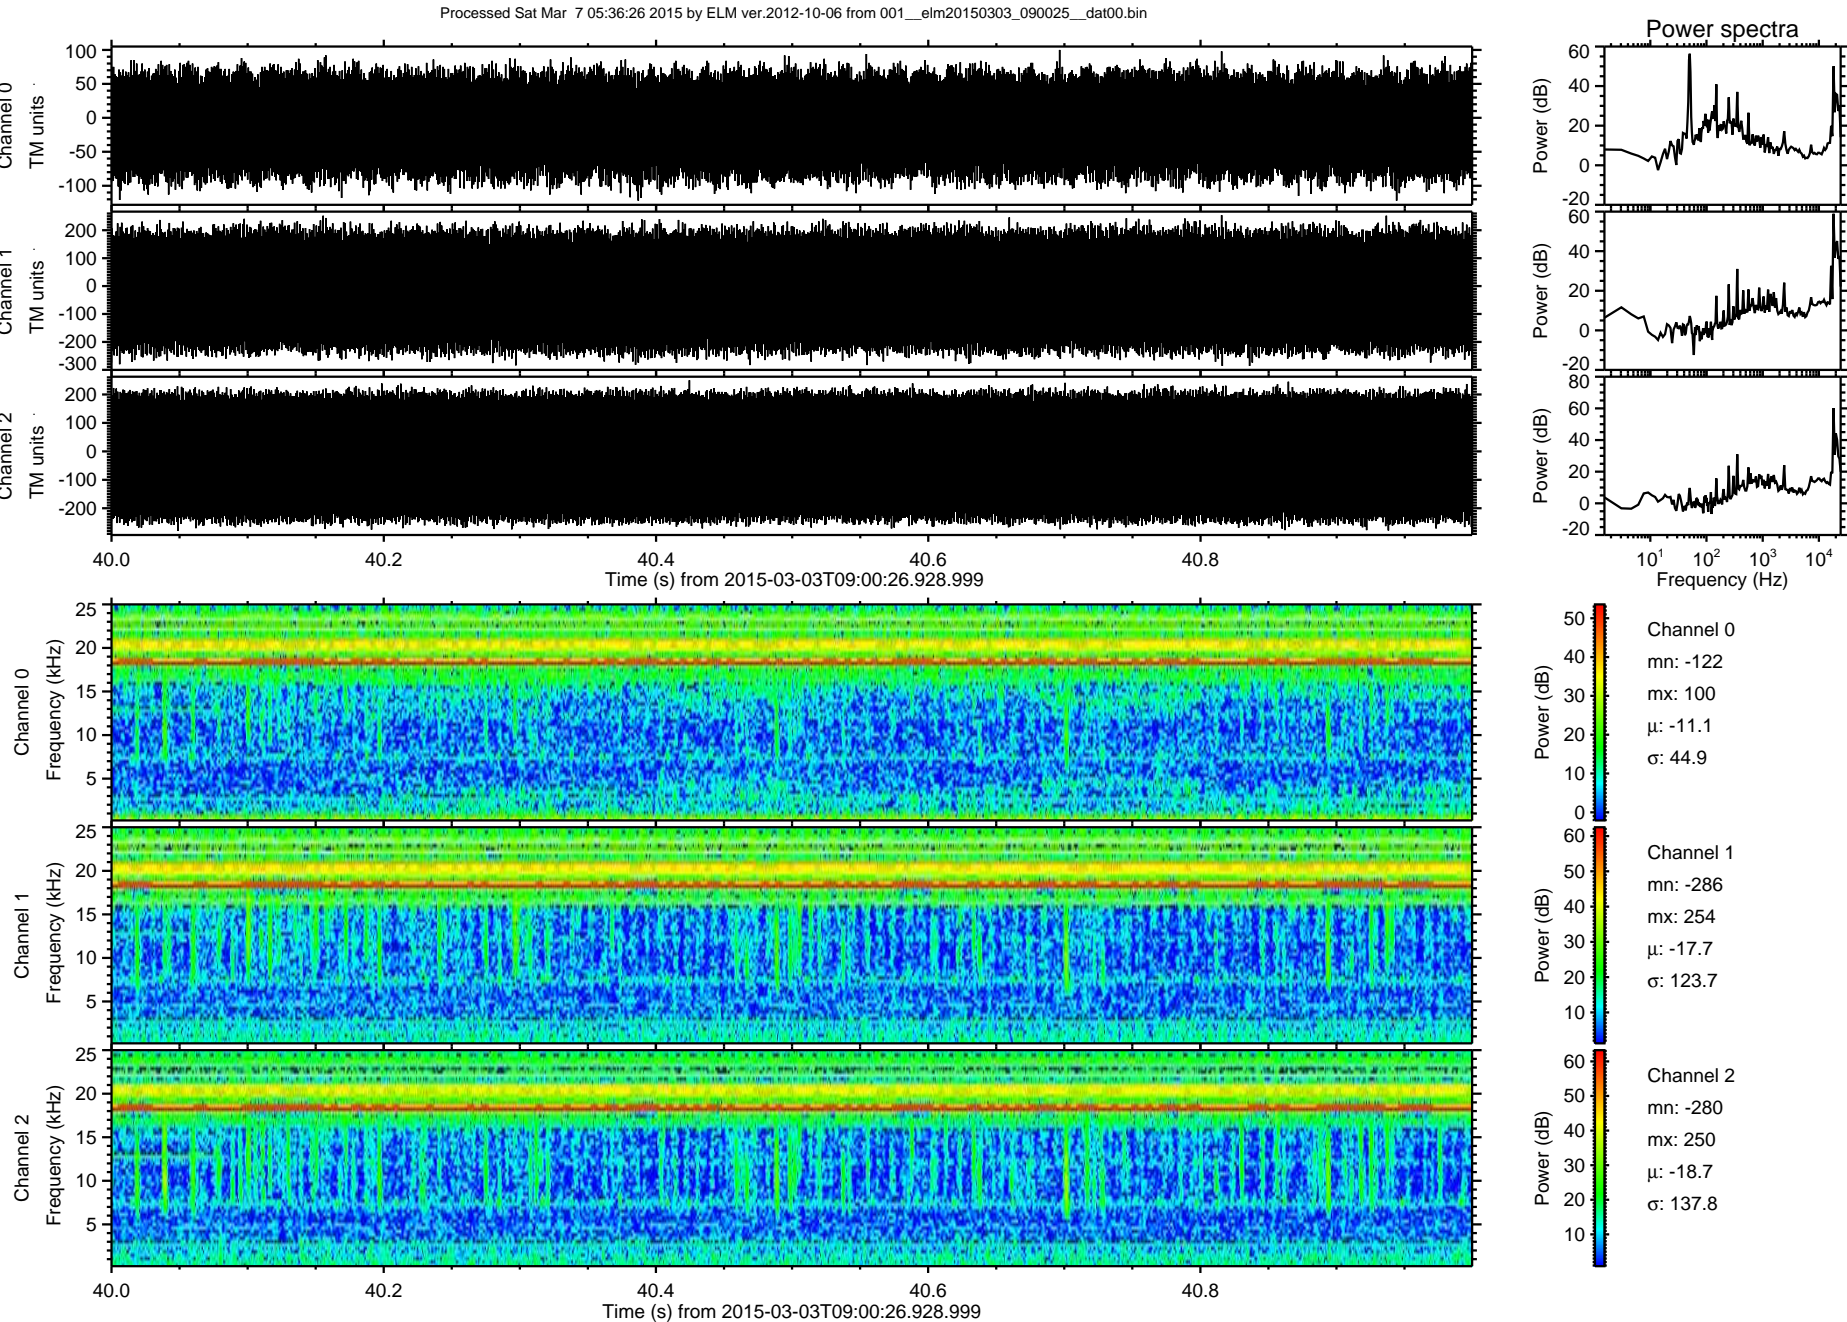 Processed Sat Mar  7 05:36:26 2015 by ELM ver.2012-10-06 from 001__elm20150303_090025__dat00.bin
Power spectra
Channel 0
TM units
100
50
0
-50
-100
Power (dB)
60
40
20
0
-20
Channel 1
TM units
200
100
0
-100
-200
-300
Power (dB)
60
40
20
0
-20
Channel 2
TM units
200
100
0
-100
-200
Power (dB)
80
60
40
20
0
-20
40.0 40.2 40.4 40.6 40.8
Time (s) from 2015-03-03T09:00:26.928.999
10¹ 10² 10³ 10⁴
Frequency (Hz)
Channel 0
Frequency (kHz)
25
20
15
10
5
Power (dB)
50
40
30
20
10
0
Channel 0
mn: -122
mx: 100
μ: -11.1
σ: 44.9
Channel 1
Frequency (kHz)
25
20
15
10
5
Power (dB)
60
50
40
30
20
10
Channel 1
mn: -286
mx: 254
μ: -17.7
σ: 123.7
Channel 2
Frequency (kHz)
25
20
15
10
5
Power (dB)
60
50
40
30
20
10
Channel 2
mn: -280
mx: 250
μ: -18.7
σ: 137.8
40.0 40.2 40.4 40.6 40.8
Time (s) from 2015-03-03T09:00:26.928.999